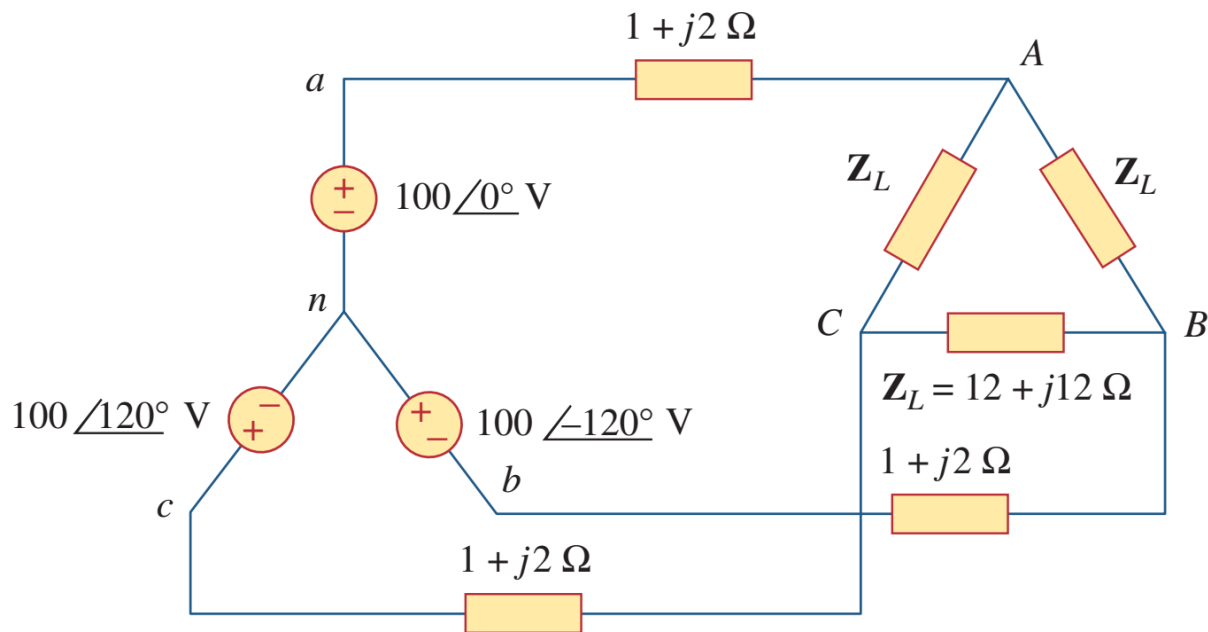 1 + j2 Ω
A
a
+
−
100 ∠0° V
Z_L
Z_L
n
C
B
Z_L = 12 + j12 Ω
100 ∠120° V
−
+
+
−
100 ∠−120° V
1 + j2 Ω
b
c
1 + j2 Ω